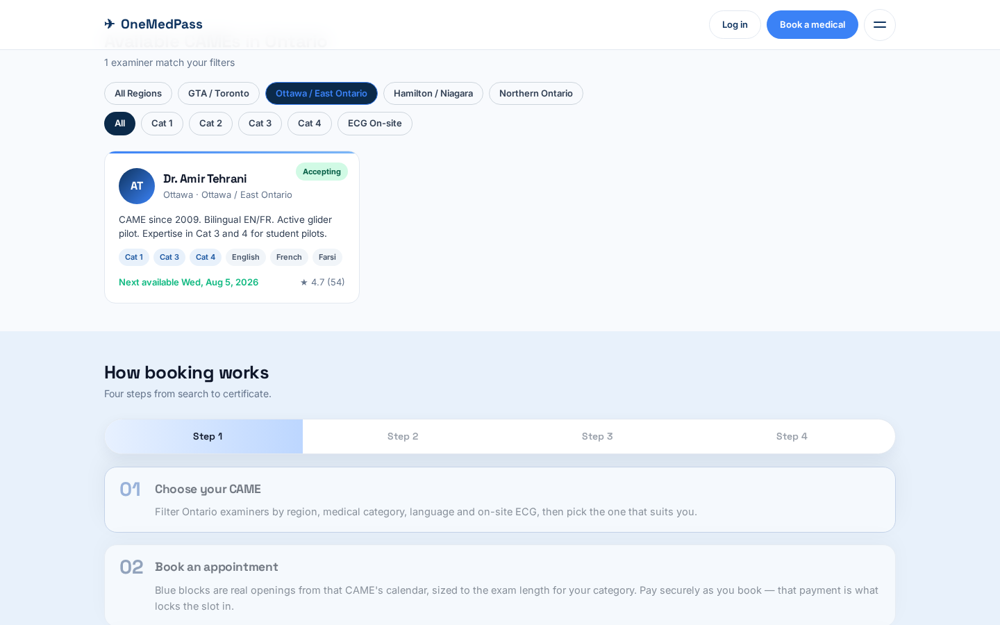 ✈ OneMedPass
Log in
Book a medical
Available CAMEs in Ontario
1 examiner match your filters
All Regions
GTA / Toronto
Ottawa / East Ontario
Hamilton / Niagara
Northern Ontario
All
Cat 1
Cat 2
Cat 3
Cat 4
ECG On-site
AT
Dr. Amir Tehrani
Accepting
Ottawa · Ottawa / East Ontario
CAME since 2009. Bilingual EN/FR. Active glider
pilot. Expertise in Cat 3 and 4 for student pilots.
Cat 1
Cat 3
Cat 4
English
French
Farsi
Next available Wed, Aug 5, 2026
★ 4.7 (54)
How booking works
Four steps from search to certificate.
Step 1
Step 2
Step 3
Step 4
01
Choose your CAME
Filter Ontario examiners by region, medical category, language and on-site ECG, then pick the one that suits you.
02
Book an appointment
Blue blocks are real openings from that CAME's calendar, sized to the exam length for your category. Pay securely as you book — that payment is what
locks the slot in.